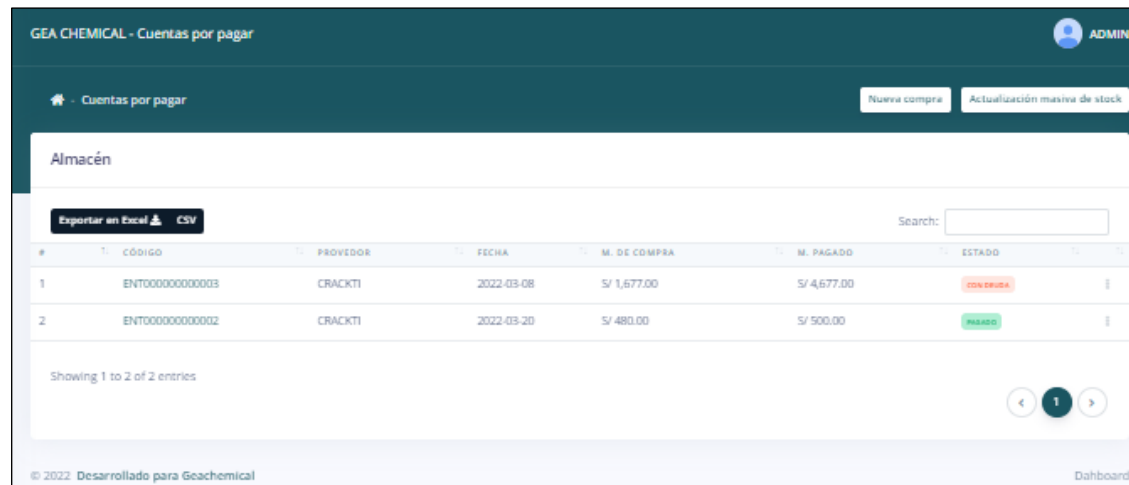 GEA CHEMICAL - Cuentas por pagar ADMIN
- Cuentas por pagar Nueva compra Actualización masiva de stock
Almacén
Exportar en Excel CSV Search:
# CÓDIGO PROVEDOR FECHA M. DE COMPRA M. PAGADO ESTADO
1 ENT000000000003 CRACKTI 2022-03-08 S/ 1,677.00 S/ 4,677.00 CON DEUDA
2 ENT000000000002 CRACKTI 2022-03-20 S/ 480.00 S/ 500.00 PAGADO
Showing 1 to 2 of 2 entries
‹ 1 ›
© 2022 Desarrollado para Geachemical Dahboard